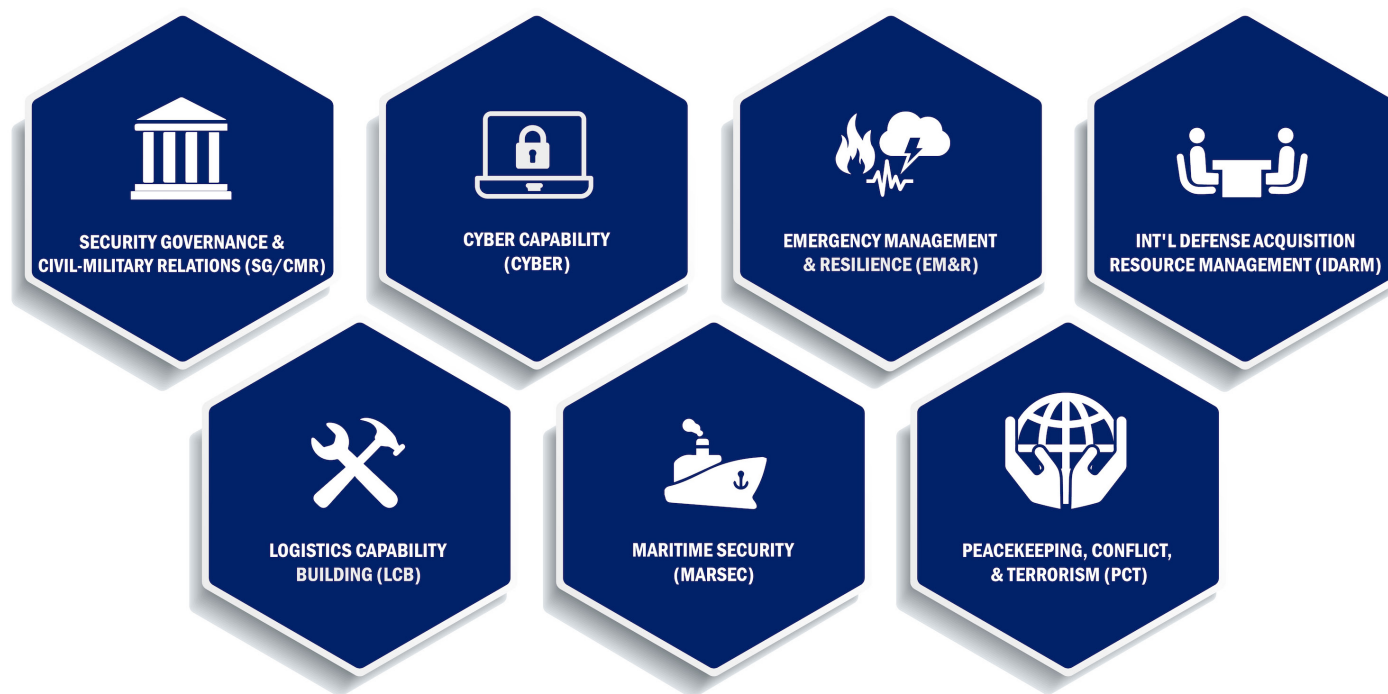 SECURITY GOVERNANCE &
CIVIL-MILITARY RELATIONS (SG/CMR)
CYBER CAPABILITY
(CYBER)
EMERGENCY MANAGEMENT
& RESILIENCE (EM&R)
INT'L DEFENSE ACQUISITION
RESOURCE MANAGEMENT (IDARM)
LOGISTICS CAPABILITY
BUILDING (LCB)
MARITIME SECURITY
(MARSEC)
PEACEKEEPING, CONFLICT,
& TERRORISM (PCT)